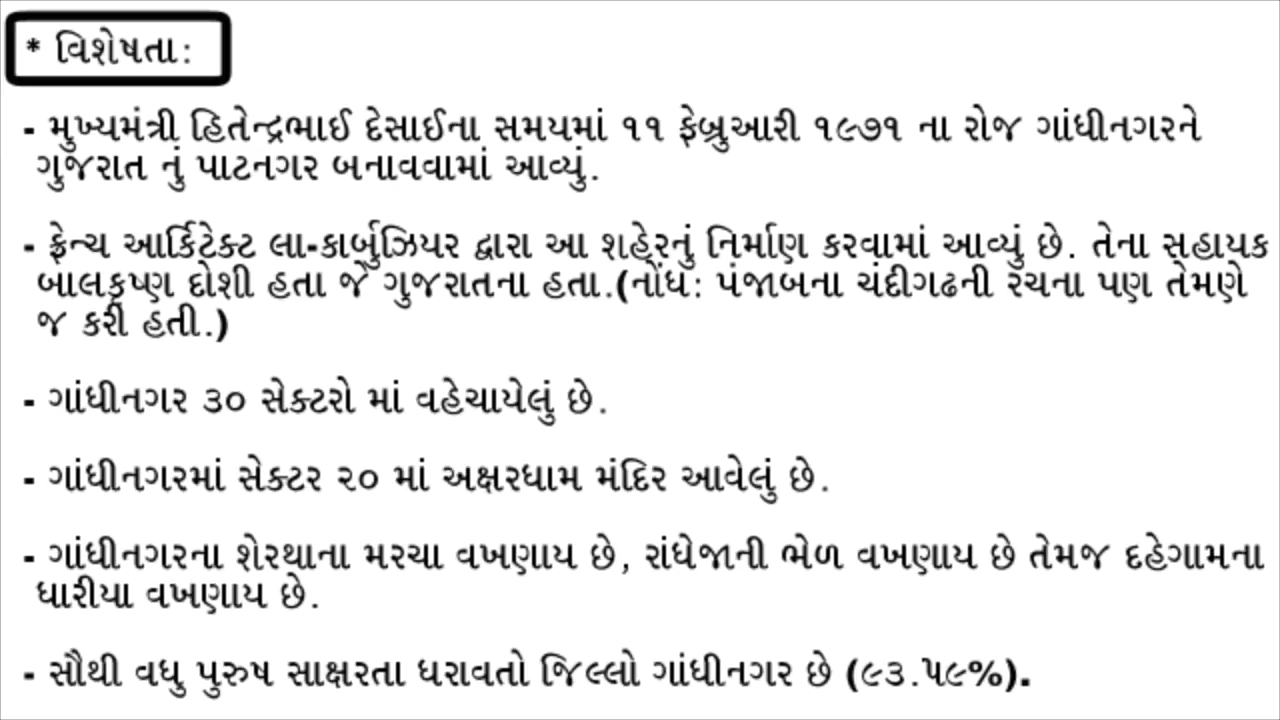 * વિશેષતા:
- મુખ્યમંત્રી હિતેન્દ્રભાઈ દેસાઈના સમયમાં ૧૧ ફેબ્રુઆરી ૧૯૭૧ ના રોજ ગાંધીનગરને
ગુજરાત નું પાટનગર બનાવવામાં આવ્યું.
- ફ્રેન્ચ આર્કિટેક્ટ લા-કાર્બુઝિયર દ્વારા આ શહેરનું નિર્માણ કરવામાં આવ્યું છે. તેના સહાયક
બાલકૃષ્ણ દોશી હતા જે ગુજરાતના હતા.(નોંધ: પંજાબના ચંદીગઢની રચના પણ તેમણે
જ કરી હતી.)
- ગાંધીનગર ૩૦ સેક્ટરો માં વહેચાયેલું છે.
- ગાંધીનગરમાં સેક્ટર ૨૦ માં અક્ષરધામ મંદિર આવેલું છે.
- ગાંધીનગરના શેરથાના મરચા વખણાય છે, રાંધેજાની ભેળ વખણાય છે તેમજ દહેગામના
ધારીયા વખણાય છે.
- સૌથી વધુ પુરુષ સાક્ષરતા ધરાવતો જિલ્લો ગાંધીનગર છે (૯૩.૫૯%).